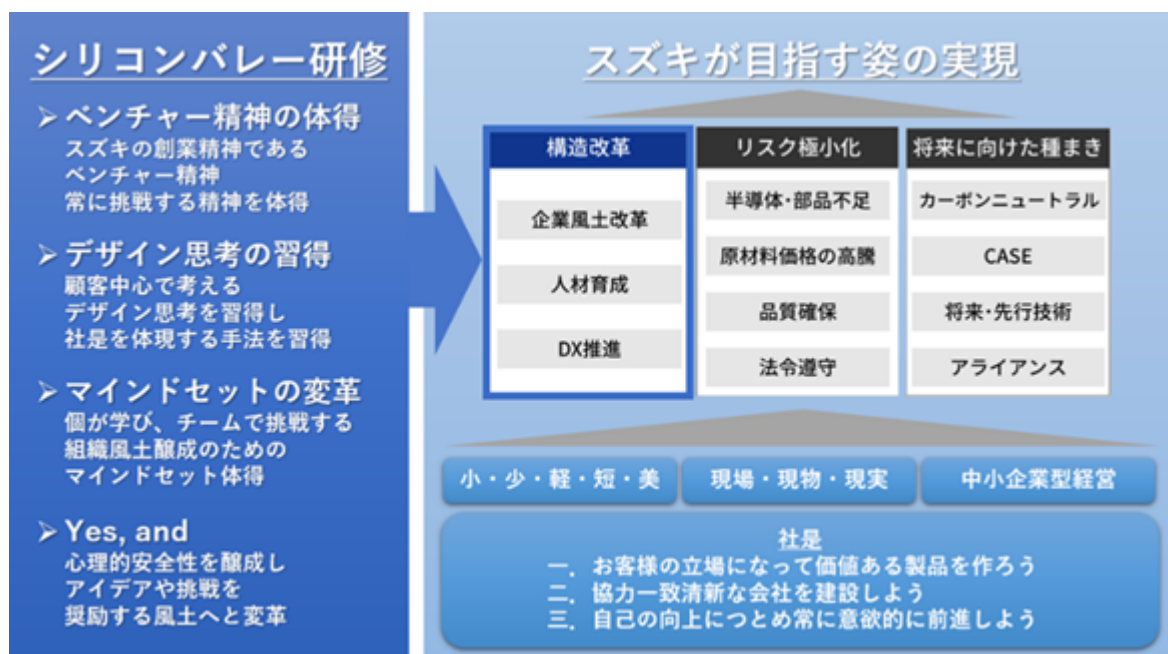 シリコンバレー研修
➢ ベンチャー精神の体得
スズキの創業精神である
ベンチャー精神
常に挑戦する精神を体得
➢ デザイン思考の習得
顧客中心で考える
デザイン思考を習得し
社是を体現する手法を習得
➢ マインドセットの変革
個が学び、チームで挑戦する
組織風土醸成のための
マインドセット体得
➢ Yes, and
心理的安全性を醸成し
アイデアや挑戦を
奨励する風土へと変革
スズキが目指す姿の実現
構造改革
企業風土改革
人材育成
DX推進
リスク極小化
半導体･部品不足
原材料価格の高騰
品質確保
法令遵守
将来に向けた種まき
カーボンニュートラル
CASE
将来･先行技術
アライアンス
小・少・軽・短・美
現場・現物・現実
中小企業型経営
社是
一．お客様の立場になって価値ある製品を作ろう
二．協力一致清新な会社を建設しよう
三．自己の向上につとめ常に意欲的に前進しよう